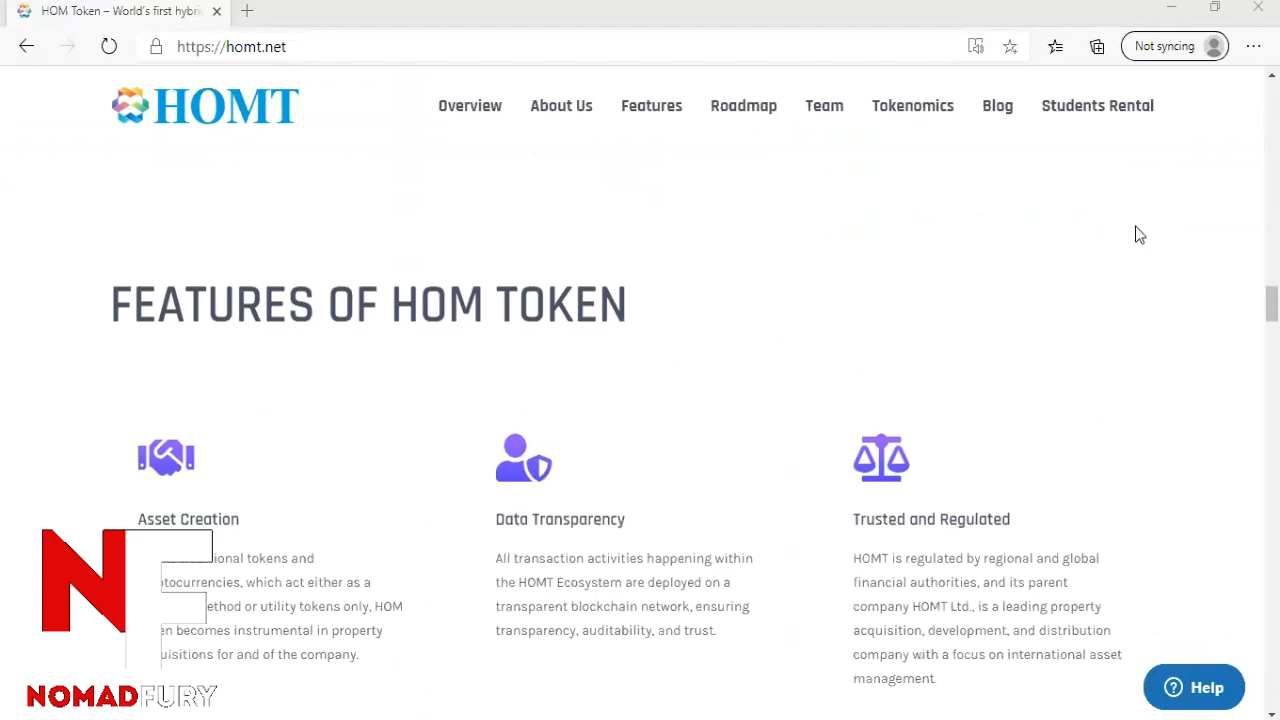 HOM Token – World's first hybri
https://homt.net
Not syncing
HOMT
Overview
About Us
Features
Roadmap
Team
Tokenomics
Blog
Students Rental
FEATURES OF HOM TOKEN
Asset Creation
ional tokens and
tocurrencies, which act either as a
ethod or utility tokens only, HOM
en becomes instrumental in property
uisitions for and of the company.
Data Transparency
All transaction activities happening within
the HOMT Ecosystem are deployed on a
transparent blockchain network, ensuring
transparency, auditability, and trust.
Trusted and Regulated
HOMT is regulated by regional and global
financial authorities, and its parent
company HOMT Ltd., is a leading property
acquisition, development, and distribution
company with a focus on international asset
management.
Help
NF
NOMADFURY